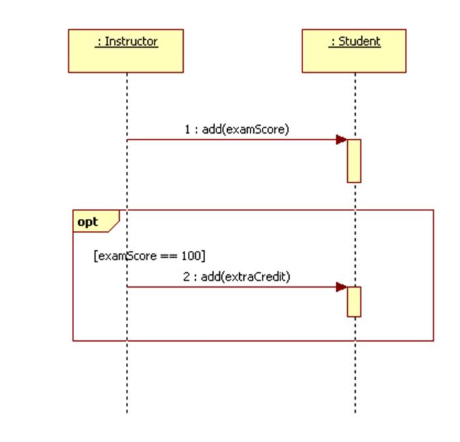 : Instructor
: Student
1 : add(examScore)
opt
[examScore == 100]
2 : add(extraCredit)